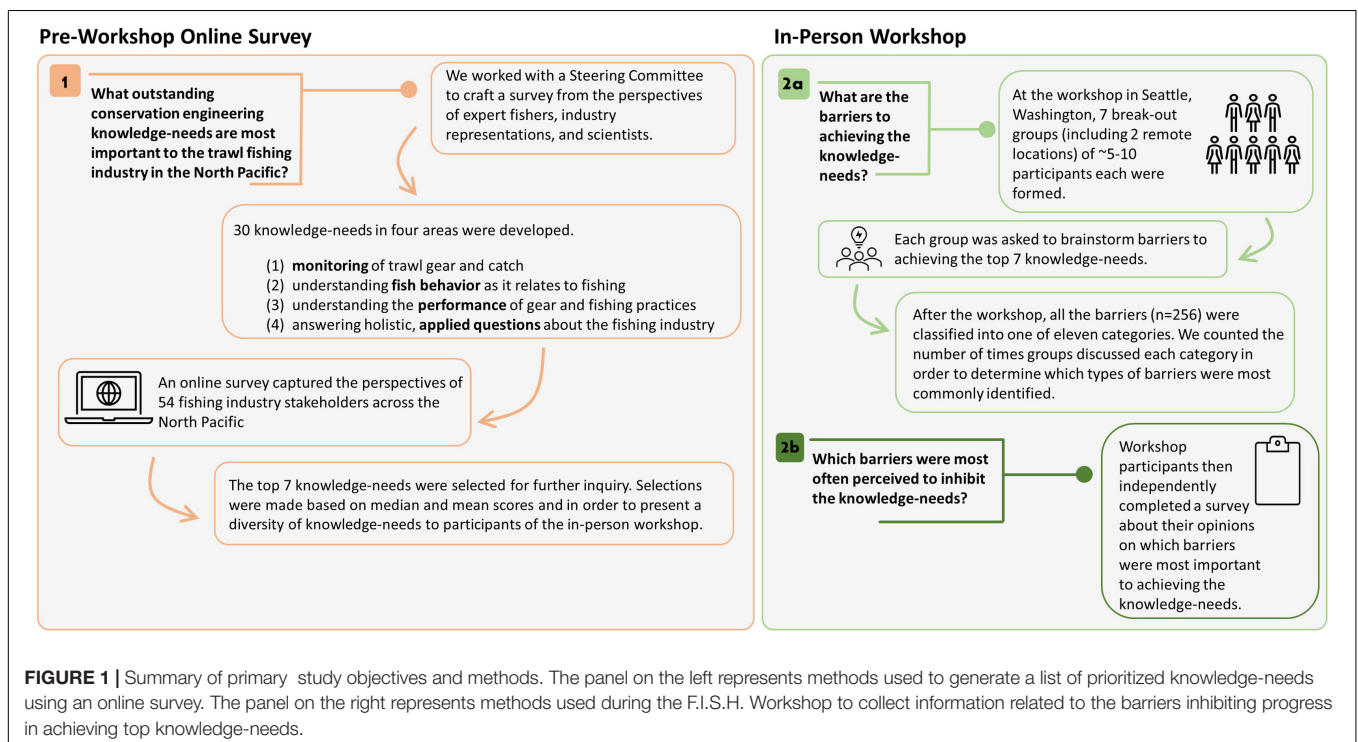 Pre-Workshop Online Survey
1
What outstanding
conservation engineering
knowledge-needs are most
important to the trawl fishing
industry in the North Pacific?
We worked with a Steering Committee
to craft a survey from the perspectives
of expert fishers, industry
representations, and scientists.
30 knowledge-needs in four areas were developed.
(1) monitoring of trawl gear and catch
(2) understanding fish behavior as it relates to fishing
(3) understanding the performance of gear and fishing practices
(4) answering holistic, applied questions about the fishing industry
An online survey captured the perspectives of
54 fishing industry stakeholders across the
North Pacific
The top 7 knowledge-needs were selected for further inquiry. Selections
were made based on median and mean scores and in order to present a
diversity of knowledge-needs to participants of the in-person workshop.
In-Person Workshop
2a
What are the
barriers to
achieving the
knowledge-
needs?
At the workshop in Seattle,
Washington, 7 break-out
groups (including 2 remote
locations) of ~5-10
participants each were
formed.
Each group was asked to brainstorm barriers to
achieving the top 7 knowledge-needs.
After the workshop, all the barriers (n=256) were
classified into one of eleven categories. We counted the
number of times groups discussed each category in
order to determine which types of barriers were most
commonly identified.
2b
Which barriers were most
often perceived to inhibit
the knowledge-needs?
Workshop
participants then
independently
completed a survey
about their opinions
on which barriers
were most important
to achieving the
knowledge-needs.
FIGURE 1 | Summary of primary study objectives and methods. The panel on the left represents methods used to generate a list of prioritized knowledge-needs
using an online survey. The panel on the right represents methods used during the F.I.S.H. Workshop to collect information related to the barriers inhibiting progress
in achieving top knowledge-needs.